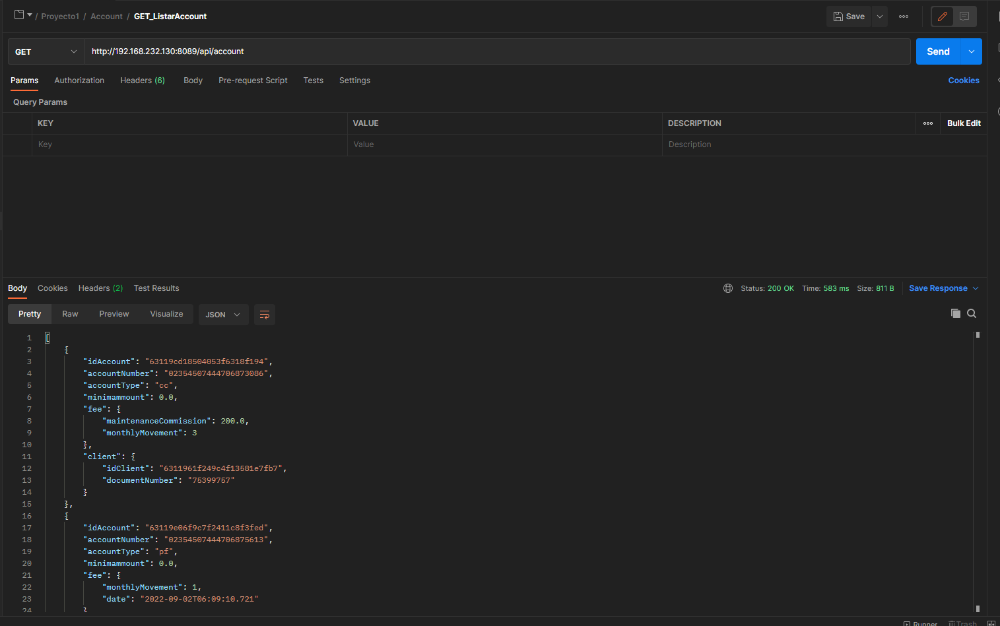 / Proyecto1 / Account / GET_ListarAccount
Save
GET http://192.168.232.130:8089/api/account Send
Params Authorization Headers (6) Body Pre-request Script Tests Settings Cookies
Query Params
KEY VALUE DESCRIPTION Bulk Edit
Key Value Description
Body Cookies Headers (2) Test Results Status: 200 OK Time: 583 ms Size: 811 B Save Response
Pretty Raw Preview Visualize JSON
1 [
2 {
3 "idAccount": "63119cd18504053f6318f194",
4 "accountNumber": "02354507444706873086",
5 "accountType": "cc",
6 "minimammount": 0.0,
7 "fee": {
8 "maintenanceCommission": 200.0,
9 "monthlyMovement": 3
10 },
11 "client": {
12 "idClient": "6311961f249c4f13581e7fb7",
13 "documentNumber": "75399757"
14 }
15 },
16 {
17 "idAccount": "63119e06f9c7f2411c8f3fed",
18 "accountNumber": "02354507444706875613",
19 "accountType": "pf",
20 "minimammount": 0.0,
21 "fee": {
22 "monthlyMovement": 1,
23 "date": "2022-09-02T06:09:10.721"
24 }
Runner Trash